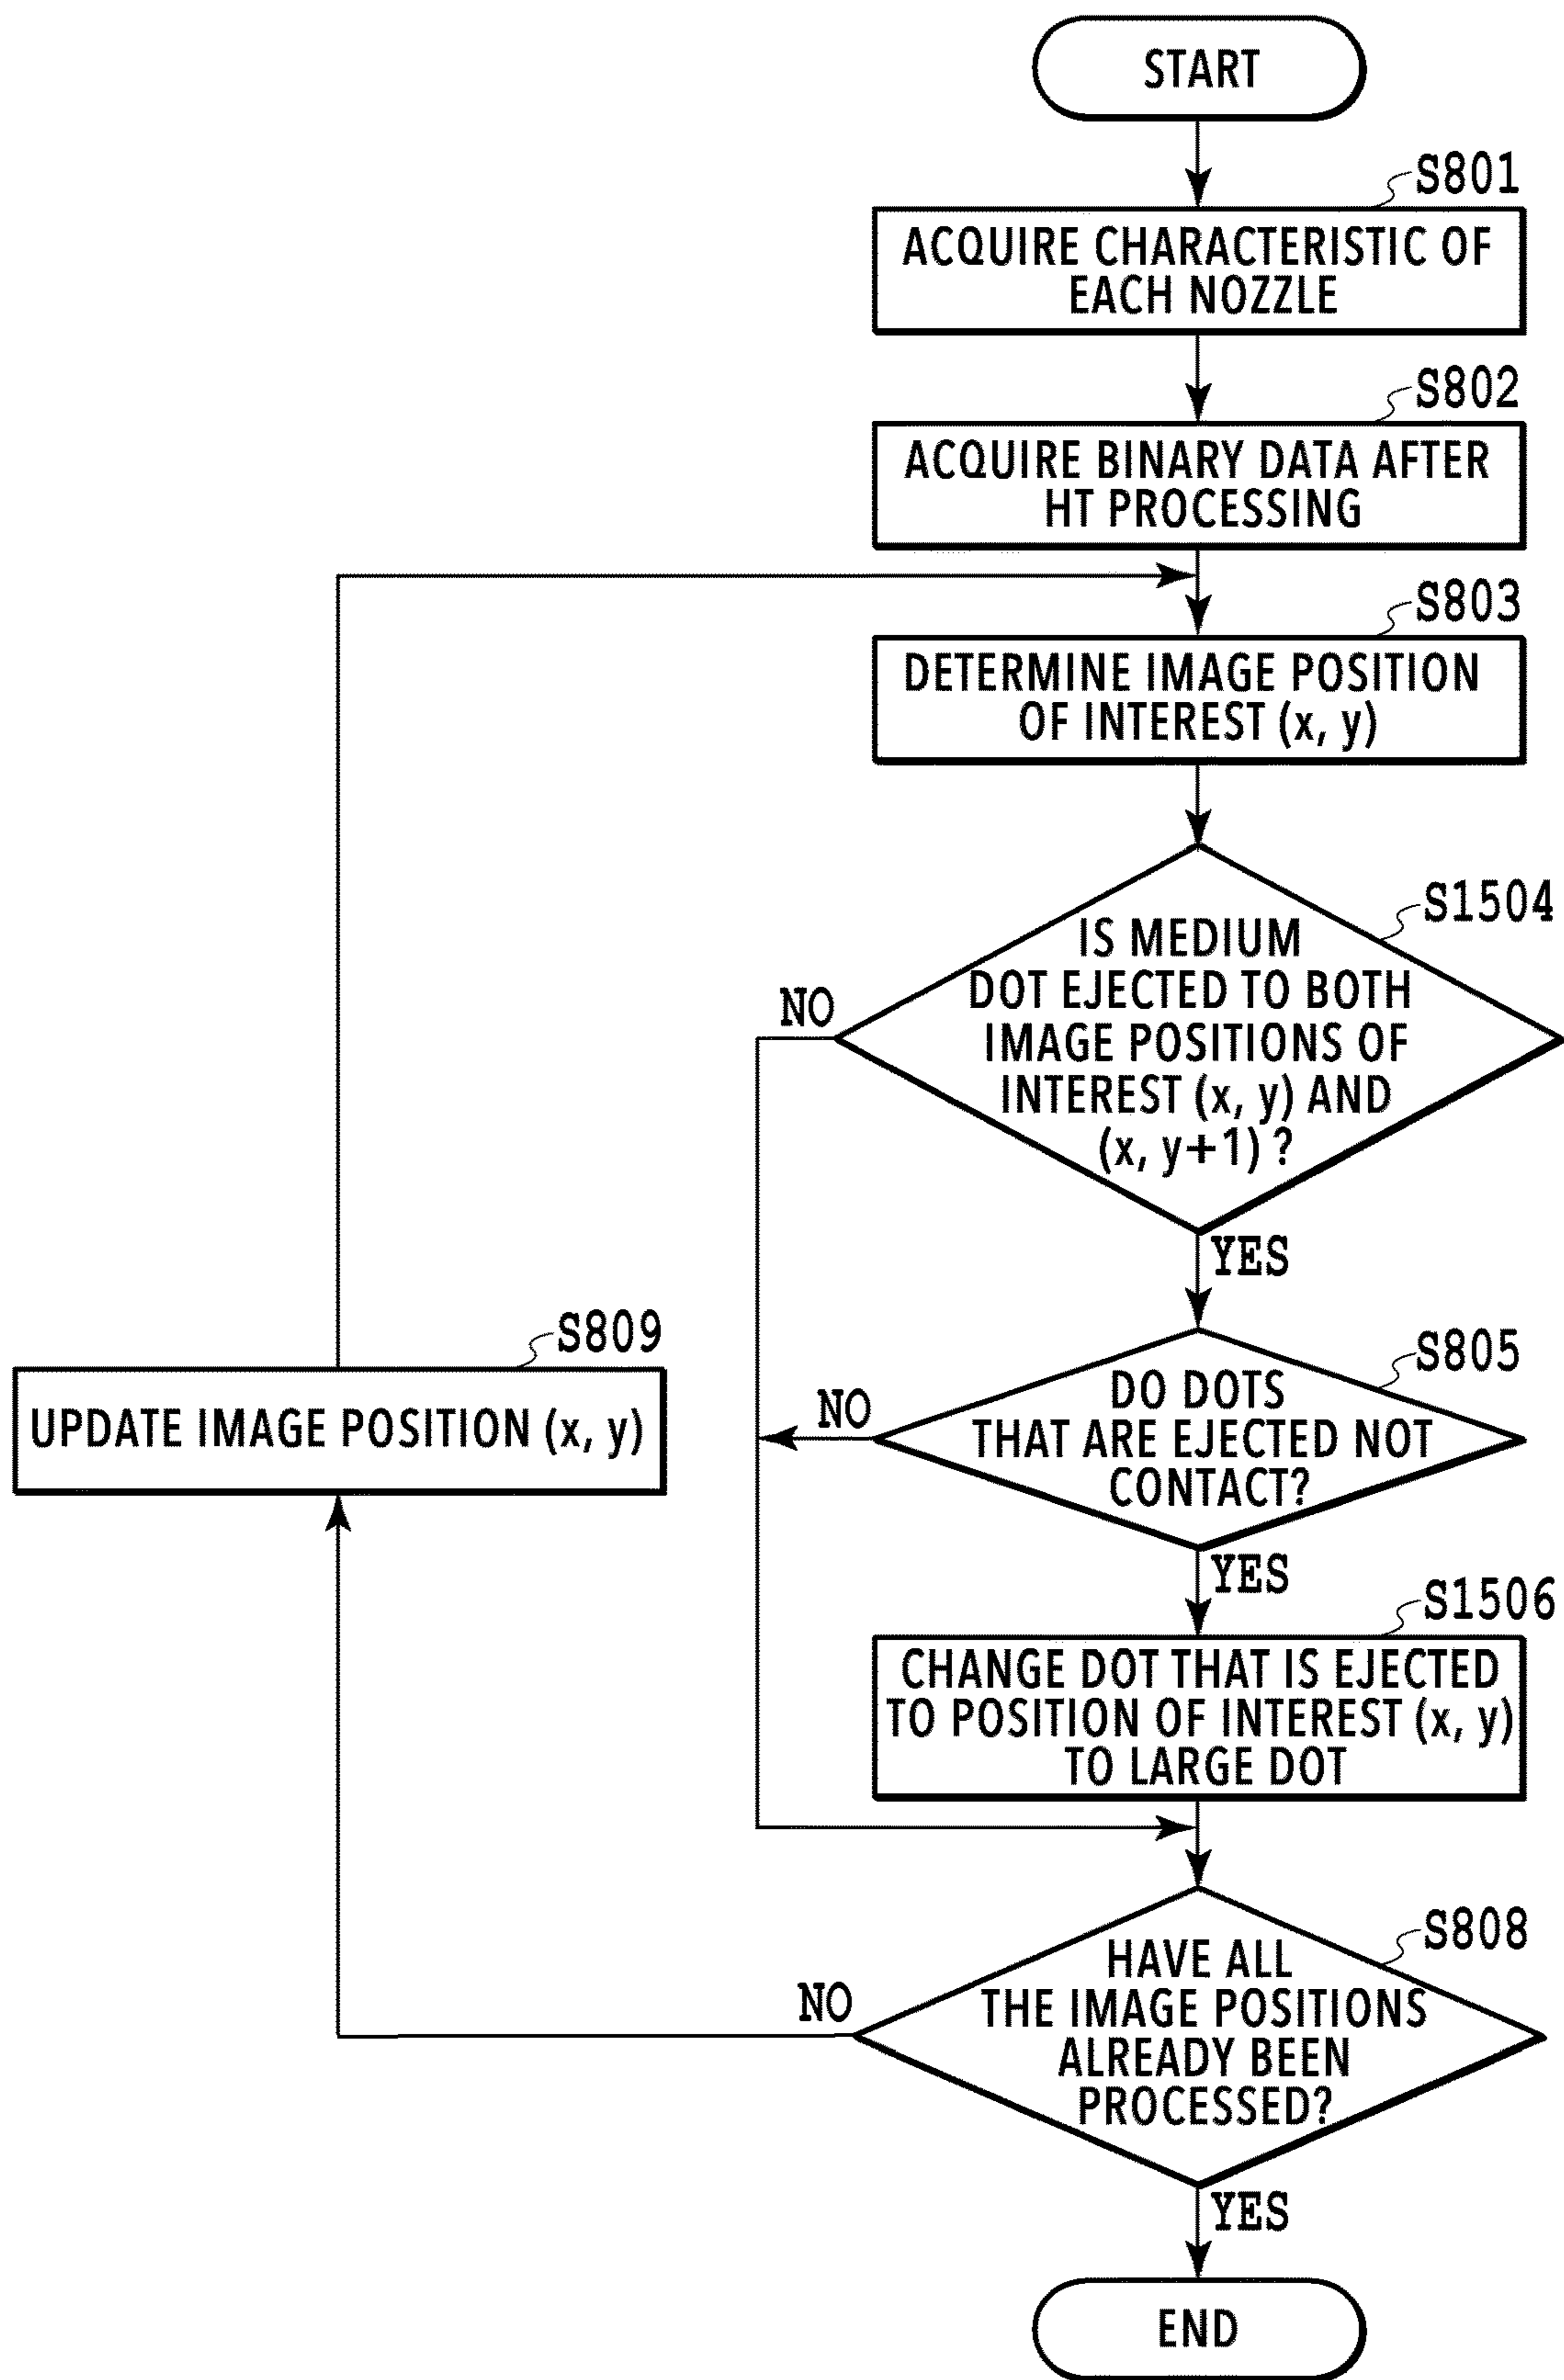 START
S801
ACQUIRE CHARACTERISTIC OF
EACH NOZZLE
S802
ACQUIRE BINARY DATA AFTER
HT PROCESSING
S803
DETERMINE IMAGE POSITION
OF INTEREST (x, y)
S1504
IS MEDIUM
DOT EJECTED TO BOTH
IMAGE POSITIONS OF
INTEREST (x, y) AND
(x, y+1) ?
NO
YES
S809
UPDATE IMAGE POSITION (x, y)
S805
DO DOTS
THAT ARE EJECTED NOT
CONTACT?
NO
YES
S1506
CHANGE DOT THAT IS EJECTED
TO POSITION OF INTEREST (x, y)
TO LARGE DOT
S808
HAVE ALL
THE IMAGE POSITIONS
ALREADY BEEN
PROCESSED?
NO
YES
END